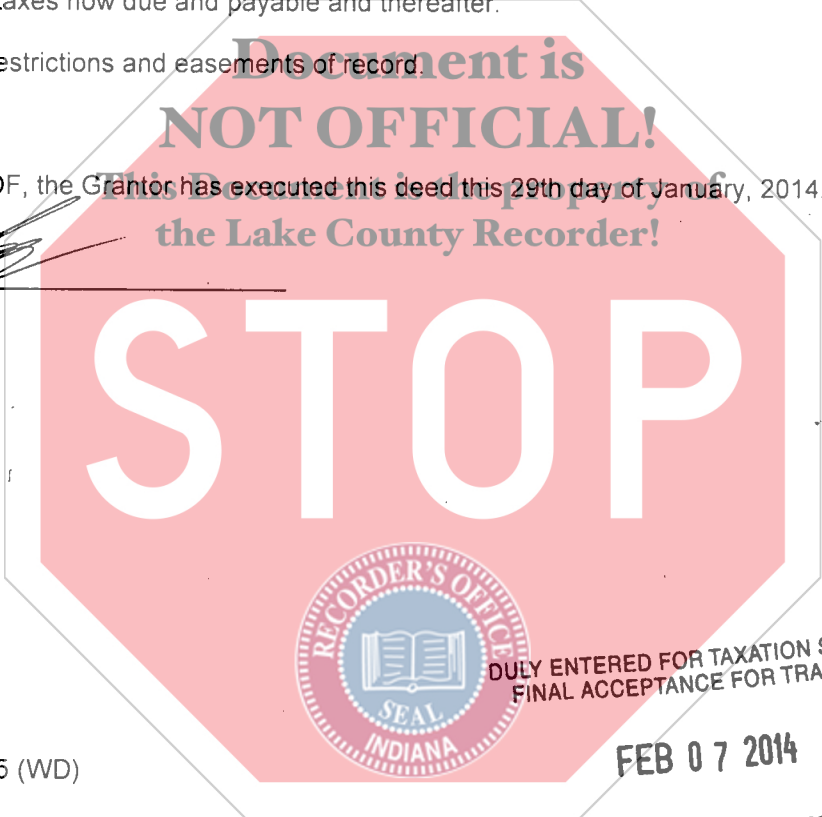 taxes now due and payable and thereafter.
Document is
estrictions and easements of record.
NOT OFFICIAL!
OF, the Grantor has executed this deed this 29th day of January, 2014
This Document is the property of
the Lake County Recorder!
STOP
RECORDER'S OFFICE
SEAL
INDIANA
DULY ENTERED FOR TAXATION S
FINAL ACCEPTANCE FOR TRA
FEB 07 2014
5 (WD)